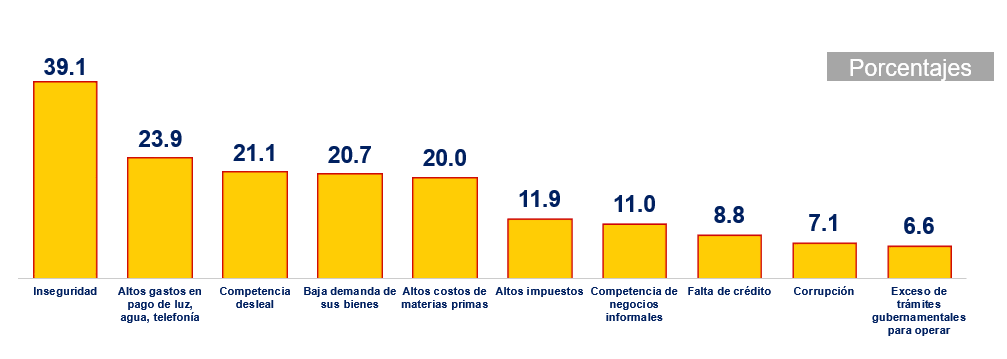 Porcentajes
39.1
23.9
21.1
20.7
20.0
11.9
11.0
8.8
7.1
6.6
Inseguridad
Altos gastos en
pago de luz,
agua, telefonía
Competencia
desleal
Baja demanda de
sus bienes
Altos costos de
materias primas
Altos impuestos
Competencia de
negocios
informales
Falta de crédito
Corrupción
Exceso de
trámites
gubernamentales
para operar